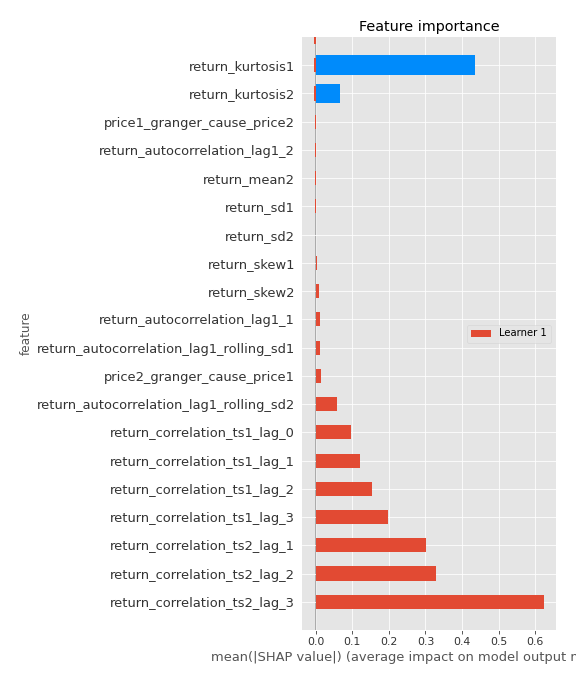 Feature importance
return_kurtosis1
return_kurtosis2
price1_granger_cause_price2
return_autocorrelation_lag1_2
return_mean2
return_sd1
return_sd2
return_skew1
return_skew2
return_autocorrelation_lag1_1
return_autocorrelation_lag1_rolling_sd1
price2_granger_cause_price1
return_autocorrelation_lag1_rolling_sd2
return_correlation_ts1_lag_0
return_correlation_ts1_lag_1
return_correlation_ts1_lag_2
return_correlation_ts1_lag_3
return_correlation_ts2_lag_1
return_correlation_ts2_lag_2
return_correlation_ts2_lag_3
feature
Learner 1
0.0 0.1 0.2 0.3 0.4 0.5 0.6
mean(|SHAP value|) (average impact on model output